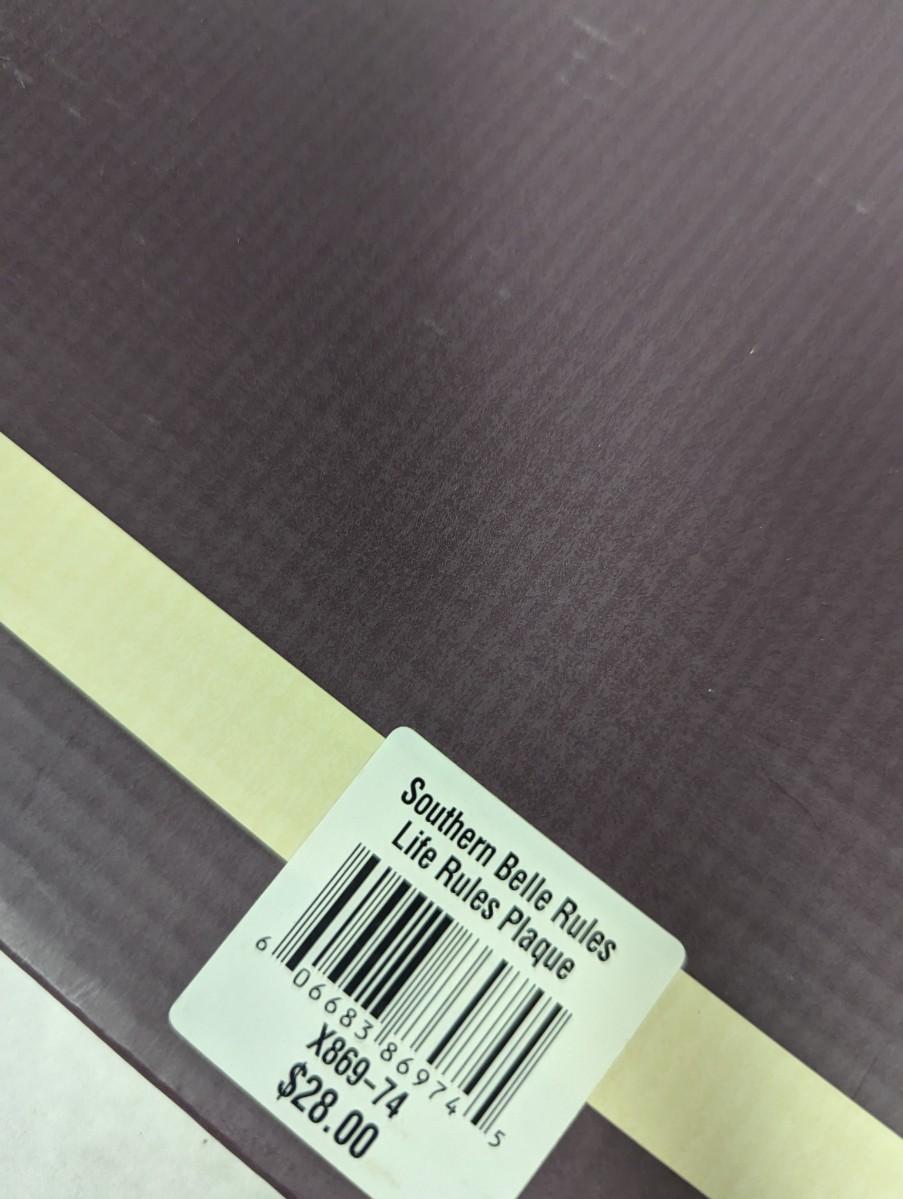 Southern Belle Rules
Life Rules Plaque
6 06683 86974 5
X869-74
$28.00